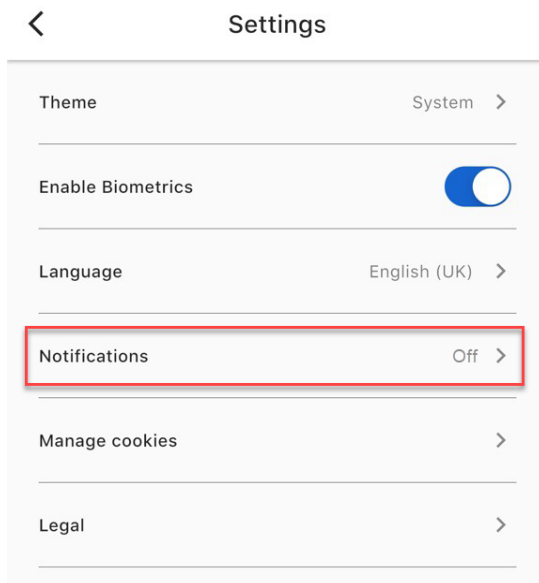 Settings
Theme System
Enable Biometrics
Language English (UK)
Notifications Off
Manage cookies
Legal